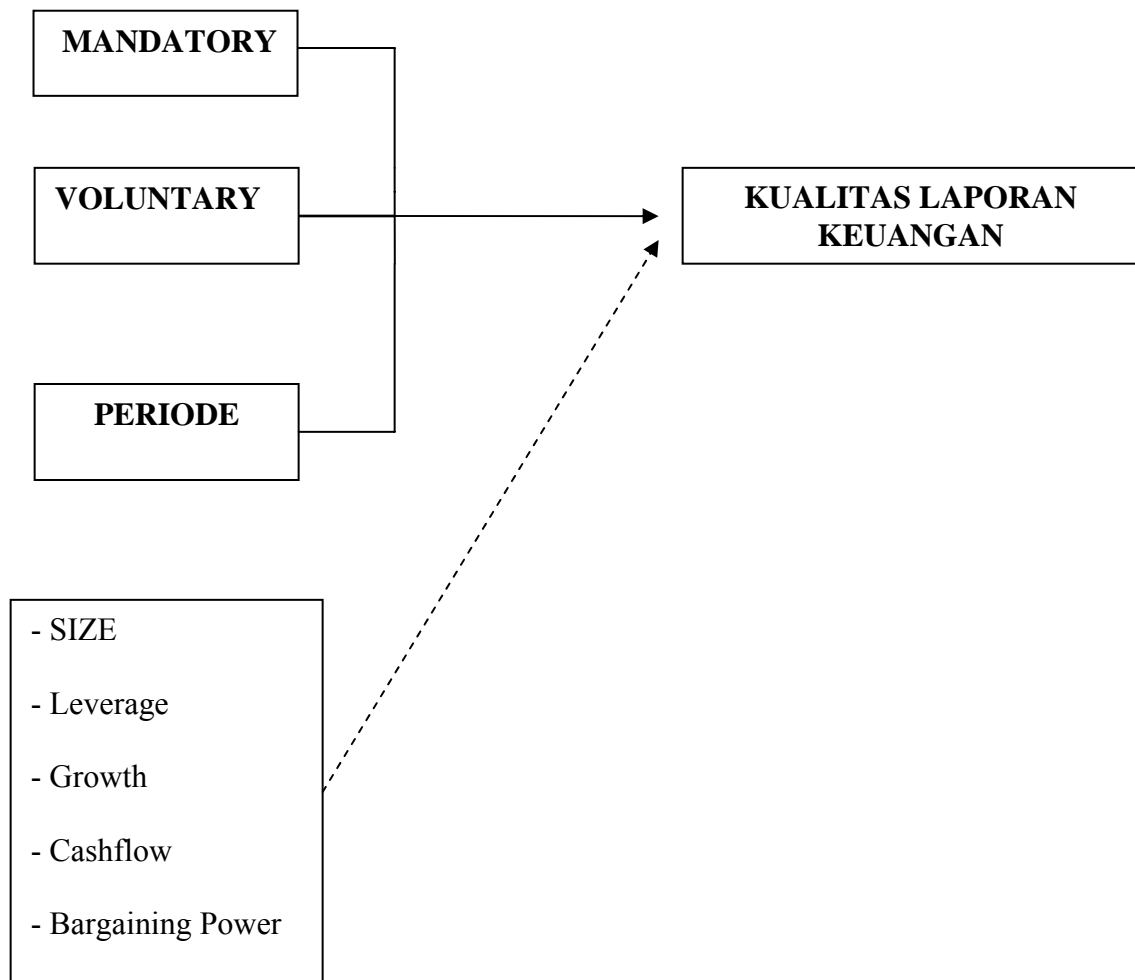 MANDATORY
VOLUNTARY
KUALITAS LAPORAN
KEUANGAN
PERIODE
- SIZE
- Leverage
- Growth
- Cashflow
- Bargaining Power